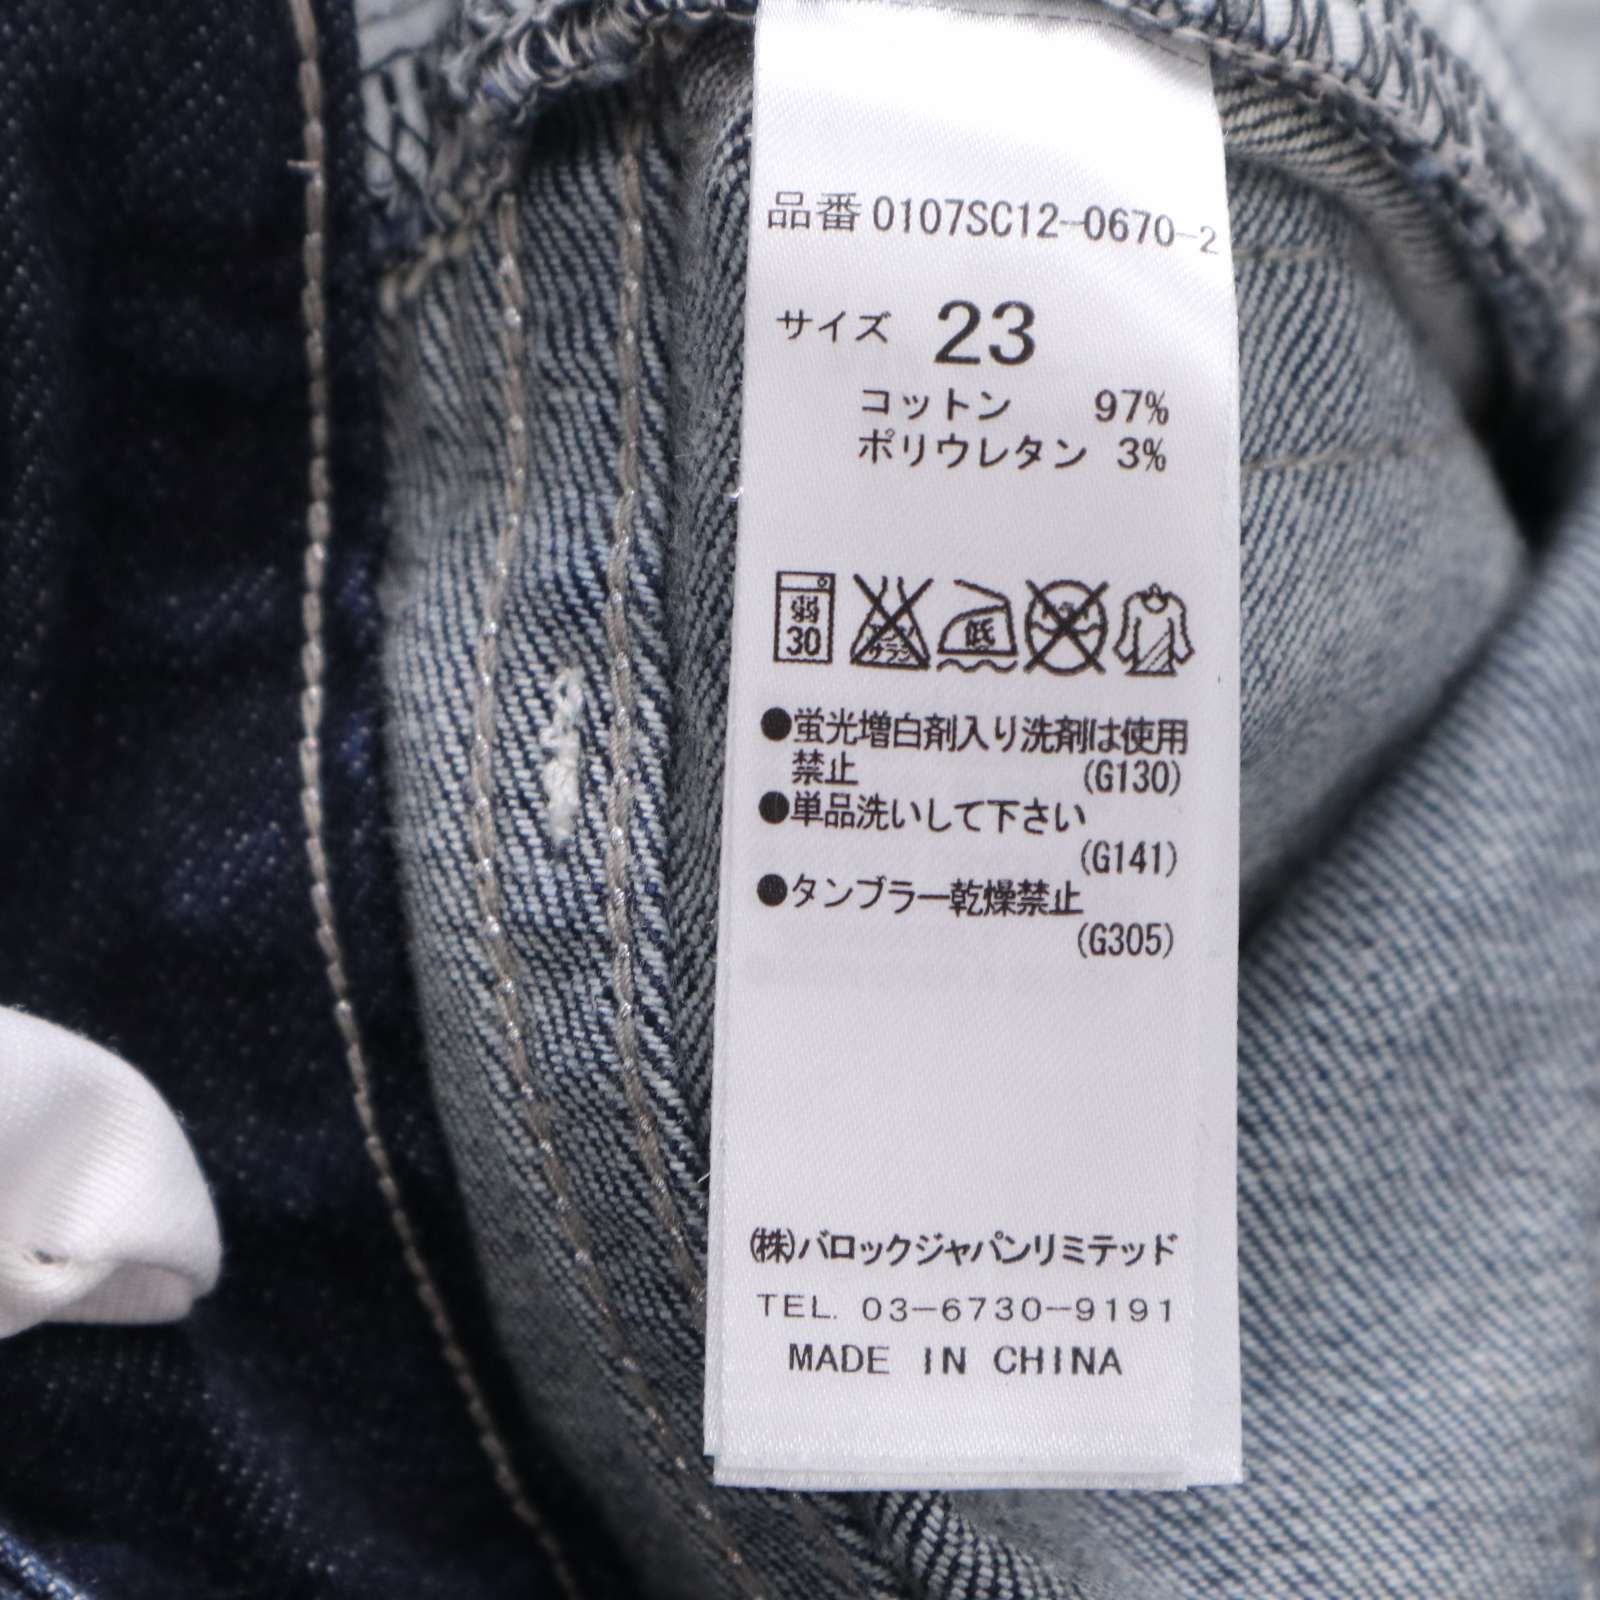 品番 0107SC12-0670-2
サイズ 23
コットン 97%
ポリウレタン 3%
弱 30 低
●蛍光増白剤入り洗剤は使用
禁止 (G130)
●単品洗いして下さい
(G141)
●タンブラー乾燥禁止
(G305)
(株)バロックジャパンリミテッド
TEL. 03-6730-9191
MADE IN CHINA